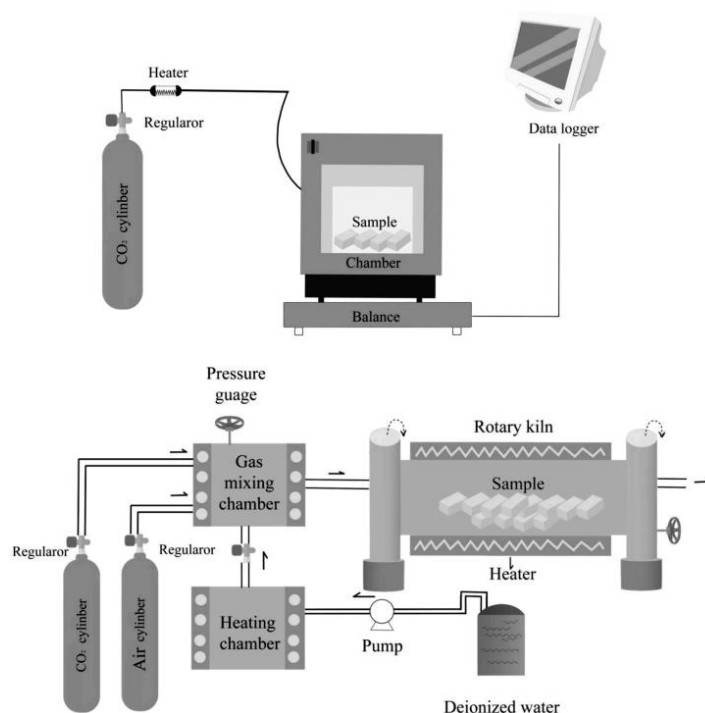 Heater
Regularor
Data logger
CO₂ cylinber
Sample
Chamber
Balance
Pressure
guage
Rotary kiln
Gas
mixing
chamber
Sample
Regularor
Regularor
Heater
CO₂ cylinber
Air cylinber
Heating
chamber
Pump
Deionized water